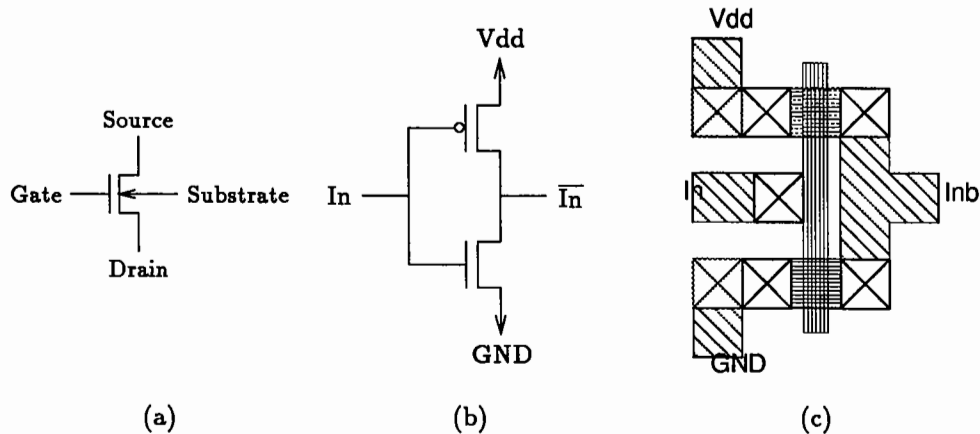 Source
Gate
Substrate
Drain
(a)
Vdd
In
In
GND
(b)
Vdd
In
Inb
GND
(c)